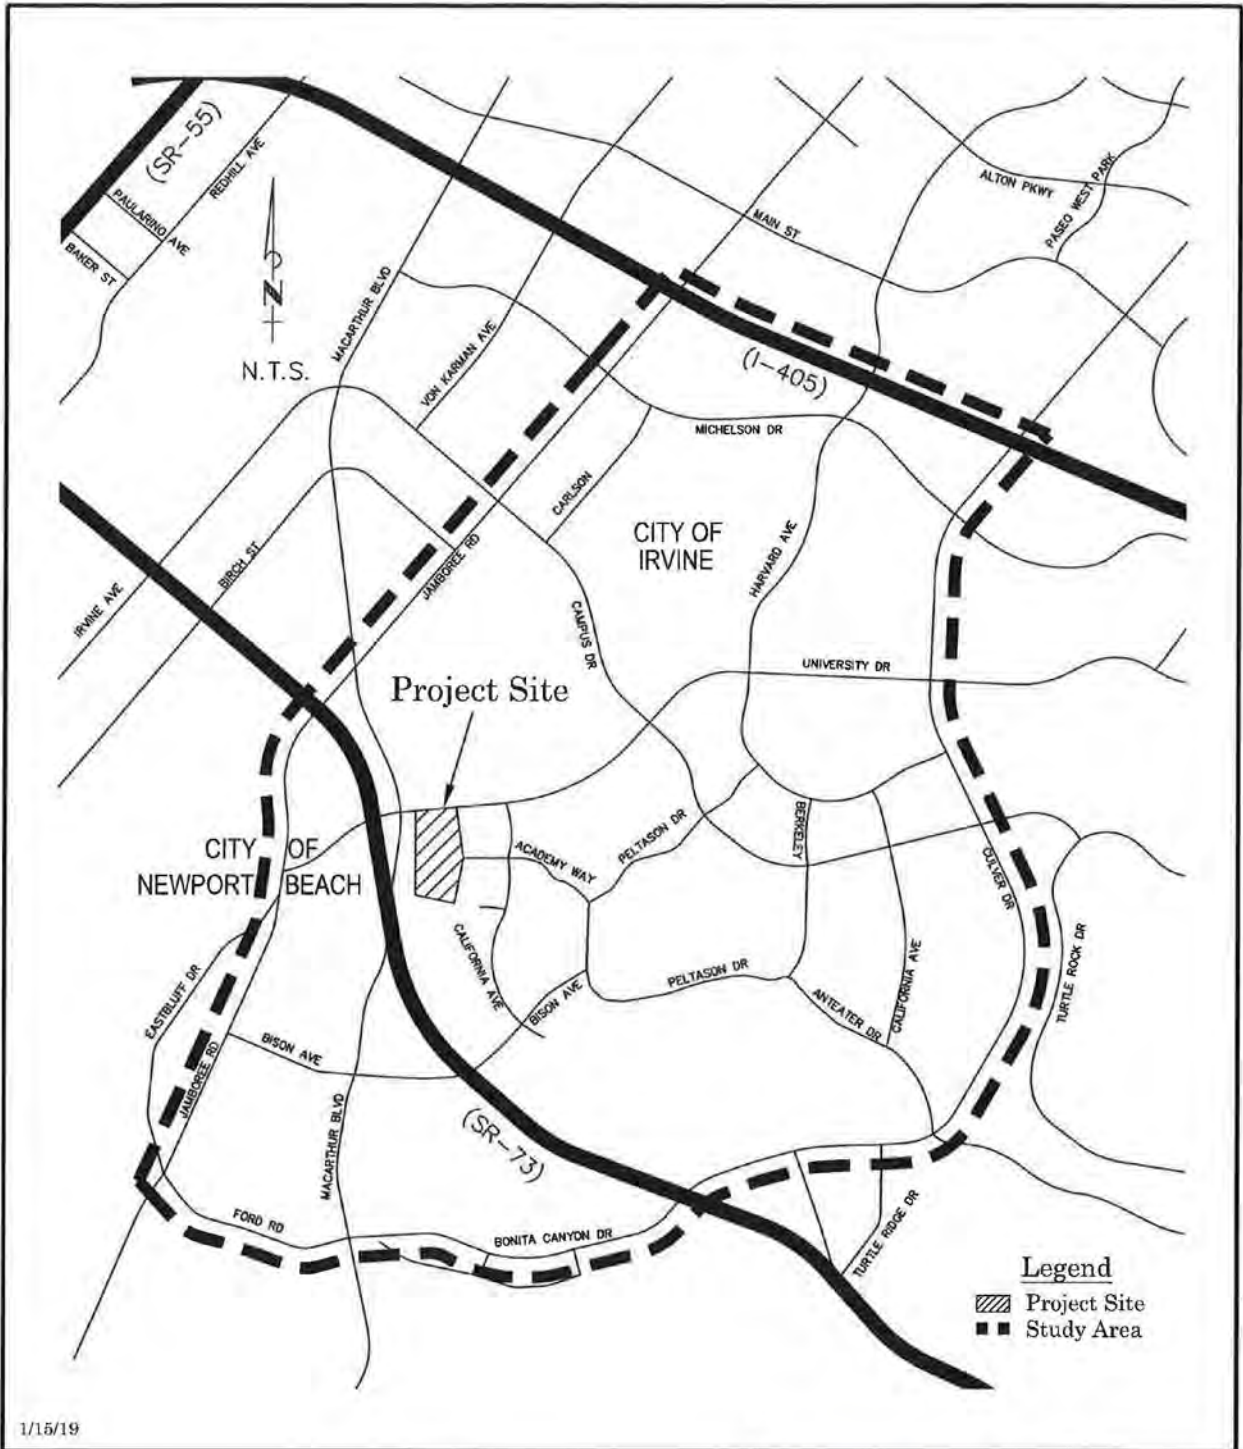 (SR-55)
REDHILL AVE
PAULARINO AVE
BAKER ST
N
N.T.S.
MACARTHUR BLVD
VON KARMAN AVE
MAIN ST
ALTON PKWY
PASEO WEST PARK
(I-405)
MICHELSON DR
CARLSON
CITY OF
IRVINE
HARVARD AVE
JAMBOREE RD
BIRCH ST
IRVINE AVE
CAMPUS DR
UNIVERSITY DR
Project Site
CITY OF
NEWPORT BEACH
ACADEMY WAY
PELTASON DR
BERKELEY
CULVER DR
CALIFORNIA AVE
PELTASON DR
CALIFORNIA AVE
TURTLE ROCK DR
EASTBLUFF DR
BISON AVE
ANTEATER DR
BISON AVE
JAMBOREE RD
MACARTHUR BLVD
(SR-73)
FORD RD
BONITA CANYON DR
TURTLE RIDGE DR
Legend
Project Site
Study Area
1/15/19